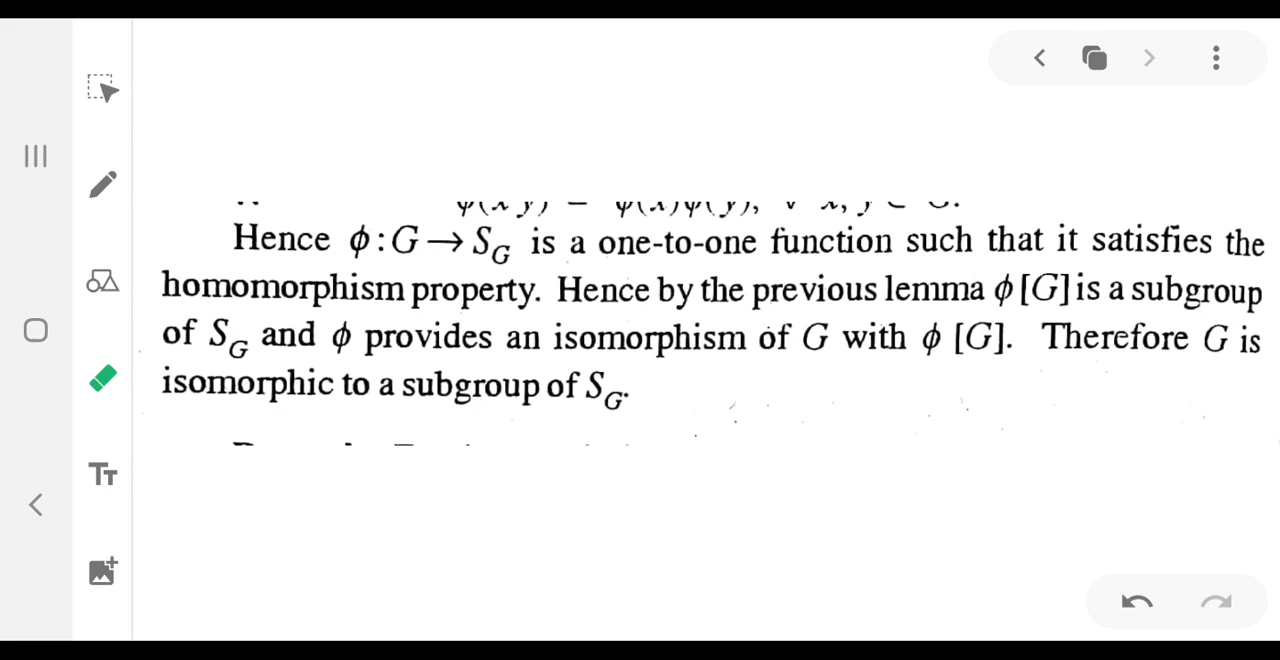 Hence ϕ : G → S_G is a one-to-one function such that it satisfies the
homomorphism property. Hence by the previous lemma ϕ [G] is a subgroup
of S_G and ϕ provides an isomorphism of G with ϕ [G]. Therefore G is
isomorphic to a subgroup of S_G.
TT